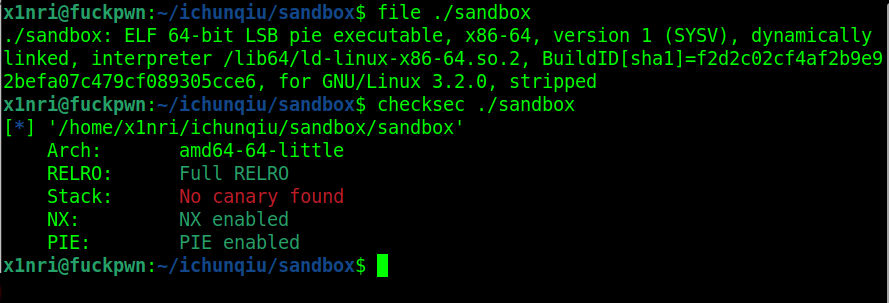 x1nri@fuckpwn:~/ichunqiu/sandbox$ file ./sandbox
./sandbox: ELF 64-bit LSB pie executable, x86-64, version 1 (SYSV), dynamically
linked, interpreter /lib64/ld-linux-x86-64.so.2, BuildID[sha1]=f2d2c02cf4af2b9e9
2befa07c479cf089305cce6, for GNU/Linux 3.2.0, stripped
x1nri@fuckpwn:~/ichunqiu/sandbox$ checksec ./sandbox
[*] '/home/x1nri/ichunqiu/sandbox/sandbox'
    Arch:       amd64-64-little
    RELRO:      Full RELRO
    Stack:      No canary found
    NX:         NX enabled
    PIE:        PIE enabled
x1nri@fuckpwn:~/ichunqiu/sandbox$